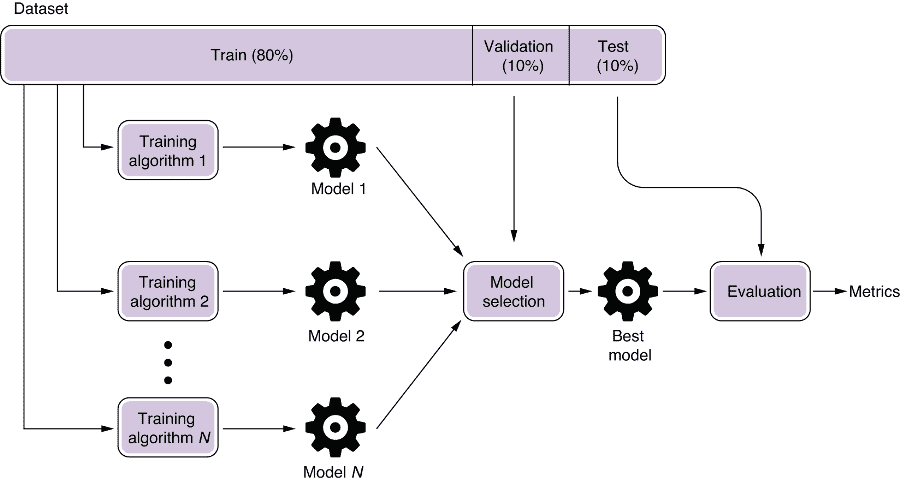 Dataset
Train (80%)
Validation
(10%)
Test
(10%)
Training
algorithm 1
Model 1
Training
algorithm 2
Model 2
Training
algorithm N
Model N
Model
selection
Best
model
Evaluation
Metrics